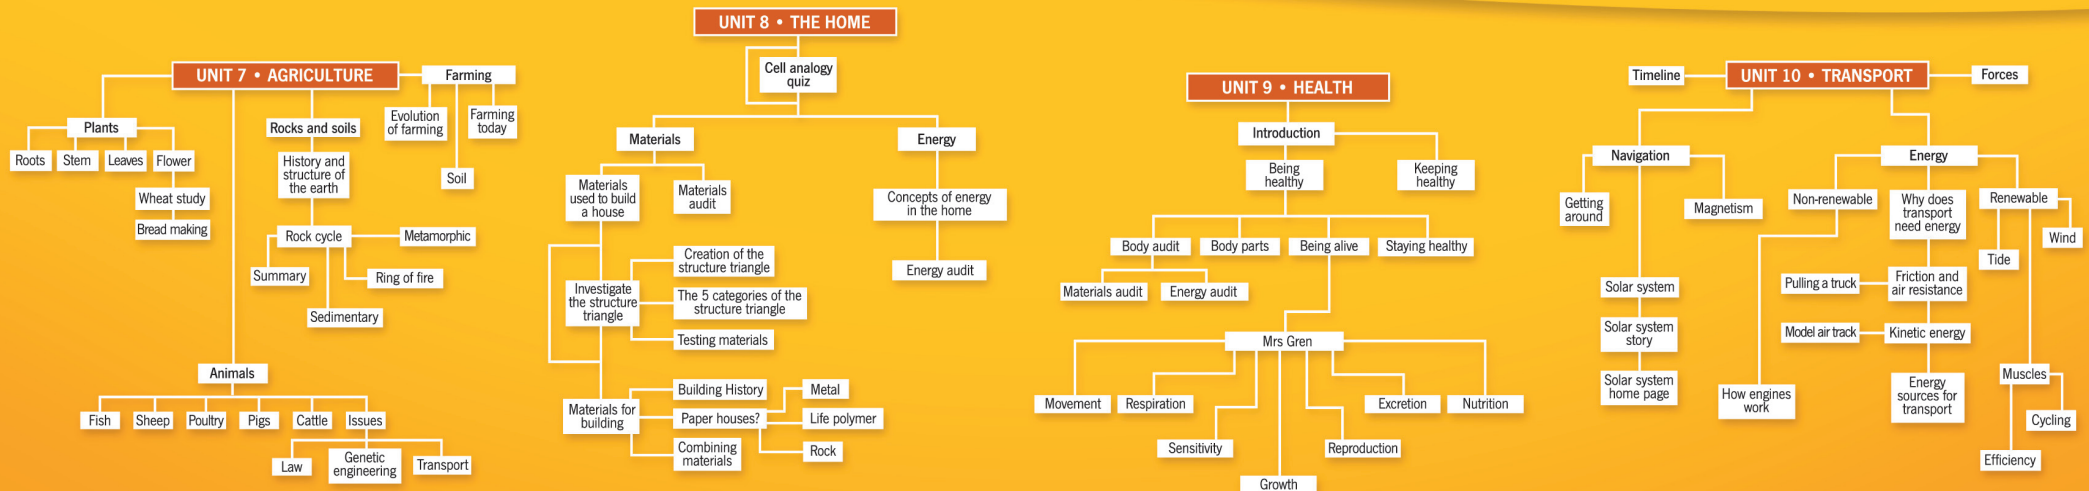 UNIT 7 • AGRICULTURE
Farming
Evolution
of farming
Farming
today
Soil
Plants
Roots
Stem
Leaves
Flower
Wheat study
Bread making
Rocks and soils
History and
structure of
the earth
Rock cycle
Metamorphic
Summary
Ring of fire
Sedimentary
Animals
Fish
Sheep
Poultry
Pigs
Cattle
Issues
Law
Genetic
engineering
Transport
UNIT 8 • THE HOME
Cell analogy
quiz
Materials
Energy
Materials
used to build
a house
Materials
audit
Concepts of energy
in the home
Energy audit
Investigate
the structure
triangle
Creation of the
structure triangle
The 5 categories of the
structure triangle
Testing materials
Materials for
building
Building History
Paper houses?
Combining
materials
Metal
Life polymer
Rock
UNIT 9 • HEALTH
Introduction
Being
healthy
Keeping
healthy
Body audit
Body parts
Being alive
Staying healthy
Materials audit
Energy audit
Mrs Gren
Movement
Respiration
Excretion
Nutrition
Sensitivity
Reproduction
Growth
Timeline
UNIT 10 • TRANSPORT
Forces
Navigation
Energy
Getting
around
Magnetism
Solar system
Solar system
story
Solar system
home page
Non-renewable
Why does
transport
need energy
Renewable
Wind
Tide
Pulling a truck
Friction and
air resistance
Model air track
Kinetic energy
How engines
work
Energy
sources for
transport
Muscles
Cycling
Efficiency